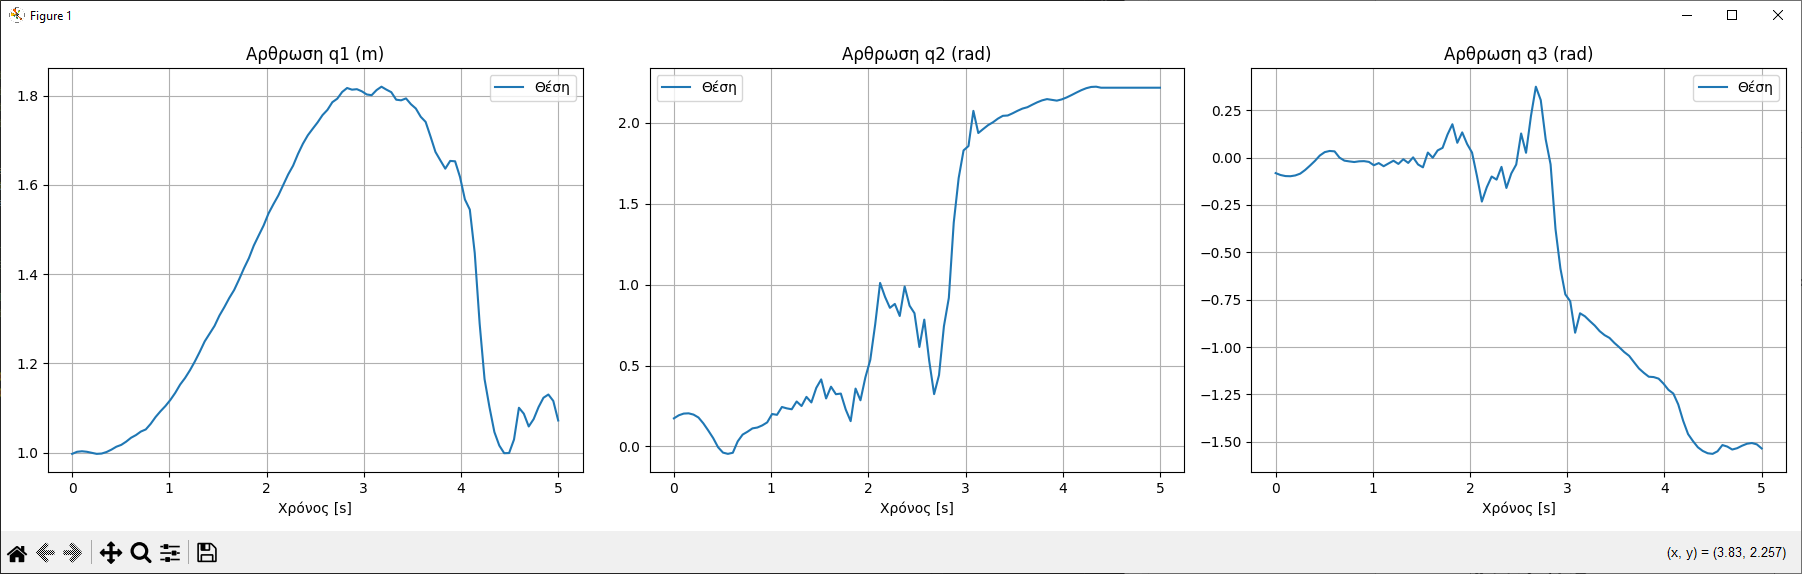 Figure 1
Αρθρωση q1 (m)
Θέση
1.8
1.6
1.4
1.2
1.0
0 1 2 3 4 5
Χρόνος [s]
Αρθρωση q2 (rad)
Θέση
2.0
1.5
1.0
0.5
0.0
0 1 2 3 4 5
Χρόνος [s]
Αρθρωση q3 (rad)
Θέση
0.25
0.00
−0.25
−0.50
−0.75
−1.00
−1.25
−1.50
0 1 2 3 4 5
Χρόνος [s]
(x, y) = (3.83, 2.257)